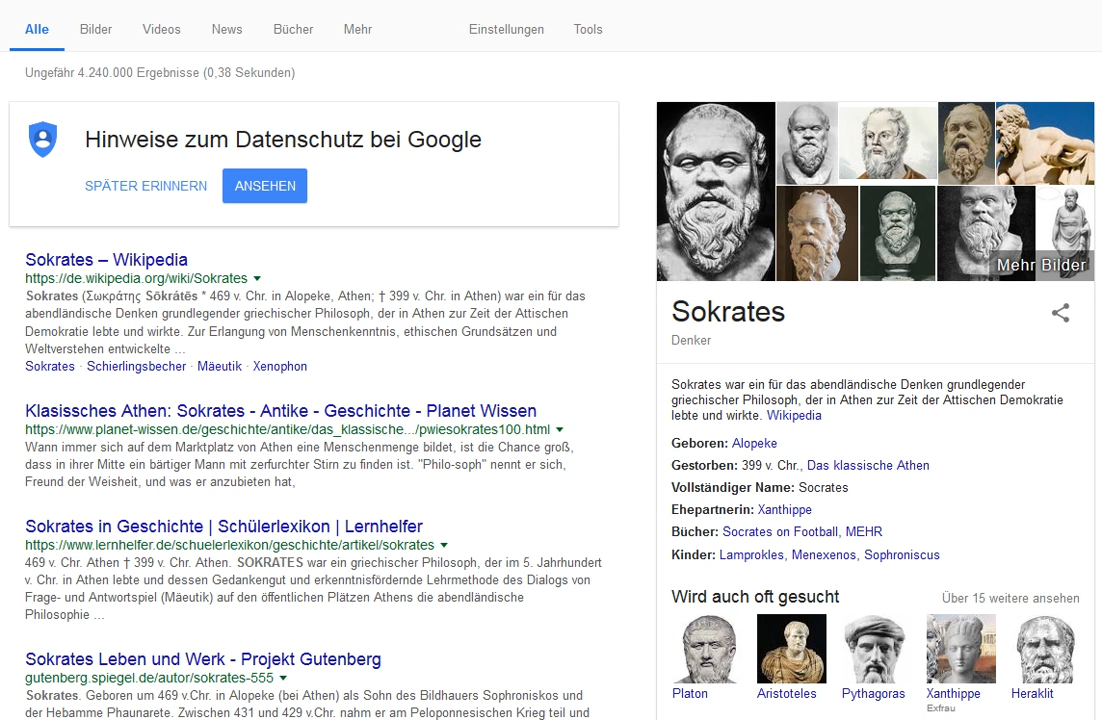 Alle Bilder Videos News Bücher Mehr Einstellungen Tools
Ungefähr 4.240.000 Ergebnisse (0,38 Sekunden)
Hinweise zum Datenschutz bei Google
SPÄTER ERINNERN ANSEHEN
Sokrates – Wikipedia
https://de.wikipedia.org/wiki/Sokrates
Sokrates (Σωκράτης Sōkrátēs * 469 v. Chr. in Alopeke, Athen; † 399 v. Chr. in Athen) war ein für das
abendländische Denken grundlegender griechischer Philosoph, der in Athen zur Zeit der Attischen
Demokratie lebte und wirkte. Zur Erlangung von Menschenkenntnis, ethischen Grundsätzen und
Weltverstehen entwickelte ...
Sokrates · Schierlingsbecher · Mäeutik · Xenophon
Klasissches Athen: Sokrates - Antike - Geschichte - Planet Wissen
https://www.planet-wissen.de/geschichte/antike/das_klassische.../pwiesokrates100.html
Wann immer sich auf dem Marktplatz von Athen eine Menschenmenge bildet, ist die Chance groß,
dass in ihrer Mitte ein bärtiger Mann mit zerfurchter Stirn zu finden ist. "Philo-soph" nennt er sich,
Freund der Weisheit, und was er anzubieten hat,
Sokrates in Geschichte | Schülerlexikon | Lernhelfer
https://www.lernhelfer.de/schuelerlexikon/geschichte/artikel/sokrates
469 v. Chr. Athen † 399 v. Chr. Athen. SOKRATES war ein griechischer Philosoph, der im 5. Jahrhundert
v. Chr. in Athen lebte und dessen Gedankengut und erkenntnisfördernde Lehrmethode des Dialogs von
Frage- und Antwortspiel (Mäeutik) auf den öffentlichen Plätzen Athens die abendländische
Philosophie ...
Sokrates Leben und Werk - Projekt Gutenberg
gutenberg.spiegel.de/autor/sokrates-555
Sokrates. Geboren um 469 v.Chr. in Alopeke (bei Athen) als Sohn des Bildhauers Sophroniskos und
der Hebamme Phaunarete. Zwischen 431 und 429 v.Chr. nahm er am Peloponnesischen Krieg teil und
Mehr Bilder
Sokrates
Denker
Sokrates war ein für das abendländische Denken grundlegender
griechischer Philosoph, der in Athen zur Zeit der Attischen Demokratie
lebte und wirkte. Wikipedia
Geboren: Alopeke
Gestorben: 399 v. Chr., Das klassische Athen
Vollständiger Name: Socrates
Ehepartnerin: Xanthippe
Bücher: Socrates on Football, MEHR
Kinder: Lamprokles, Menexenos, Sophroniscus
Wird auch oft gesucht Über 15 weitere ansehen
Platon Aristoteles Pythagoras Xanthippe Heraklit
Exfrau